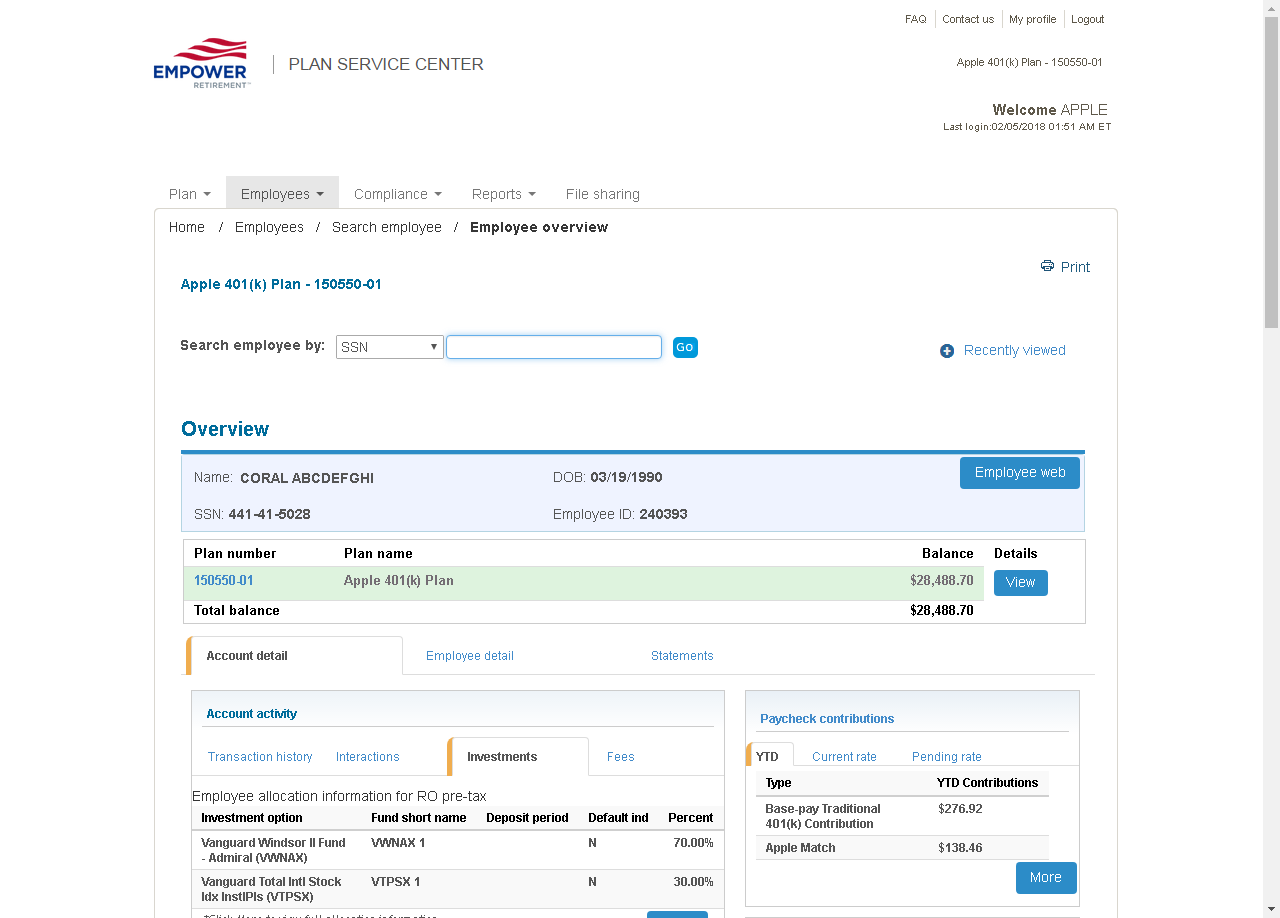 FAQ Contact us My profile Logout
EMPOWER
RETIREMENT™
PLAN SERVICE CENTER
Apple 401(k) Plan - 150550-01
Welcome APPLE
Last login:02/05/2018 01:51 AM ET
Plan Employees Compliance Reports File sharing
Home / Employees / Search employee / Employee overview
Print
Apple 401(k) Plan - 150550-01
Search employee by: SSN GO
Recently viewed
Overview
Name: CORAL ABCDEFGHI DOB: 03/19/1990 Employee web
SSN: 441-41-5028 Employee ID: 240393
Plan number Plan name Balance Details
150550-01 Apple 401(k) Plan $28,488.70 View
Total balance $28,488.70
Account detail Employee detail Statements
Account activity
Transaction history Interactions Investments Fees
Employee allocation information for RO pre-tax
Investment option Fund short name Deposit period Default ind Percent
Vanguard Windsor II Fund
- Admiral (VWNAX) VWNAX 1 N 70.00%
Vanguard Total Intl Stock
Idx InstlPls (VTPSX) VTPSX 1 N 30.00%
Paycheck contributions
YTD Current rate Pending rate
Type YTD Contributions
Base-pay Traditional
401(k) Contribution $276.92
Apple Match $138.46
More